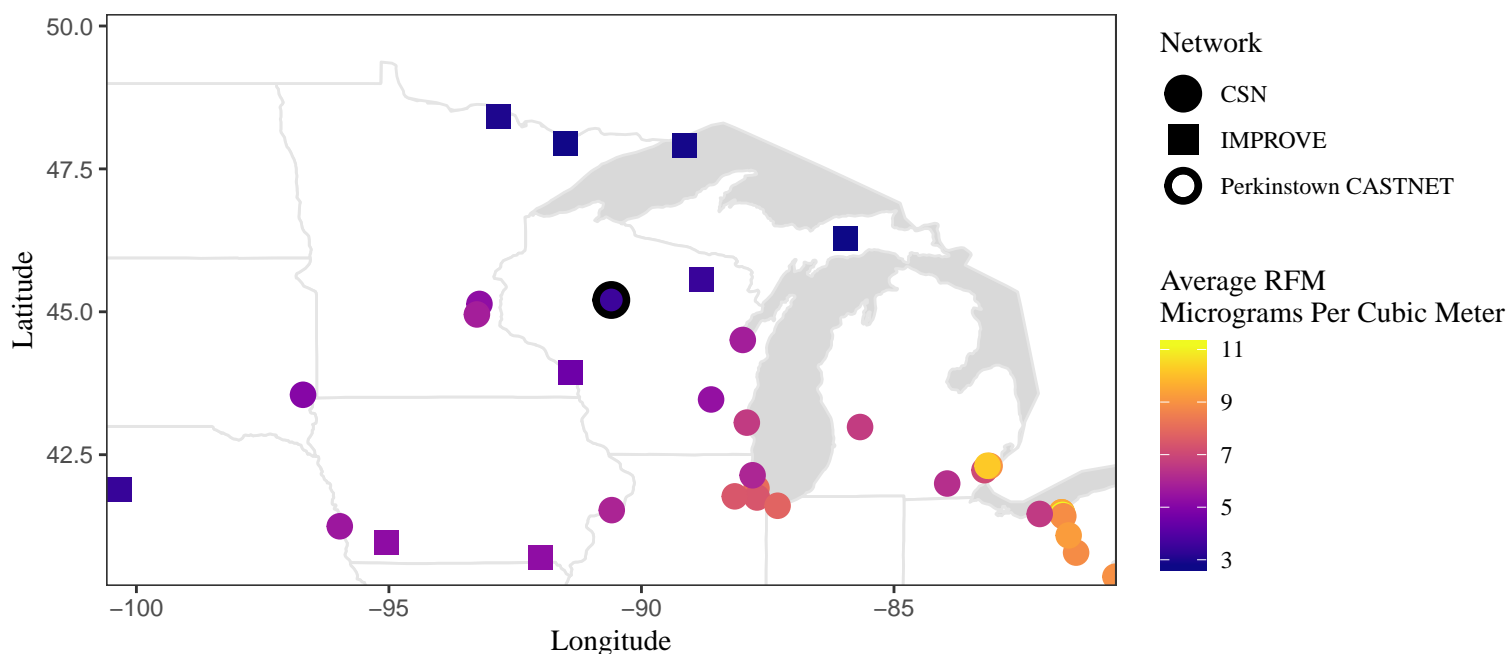 50.0
47.5
45.0
42.5
Latitude
−100
−95
−90
−85
Longitude
Network
CSN
IMPROVE
Perkinstown CASTNET
Average RFM
Micrograms Per Cubic Meter
11
9
7
5
3